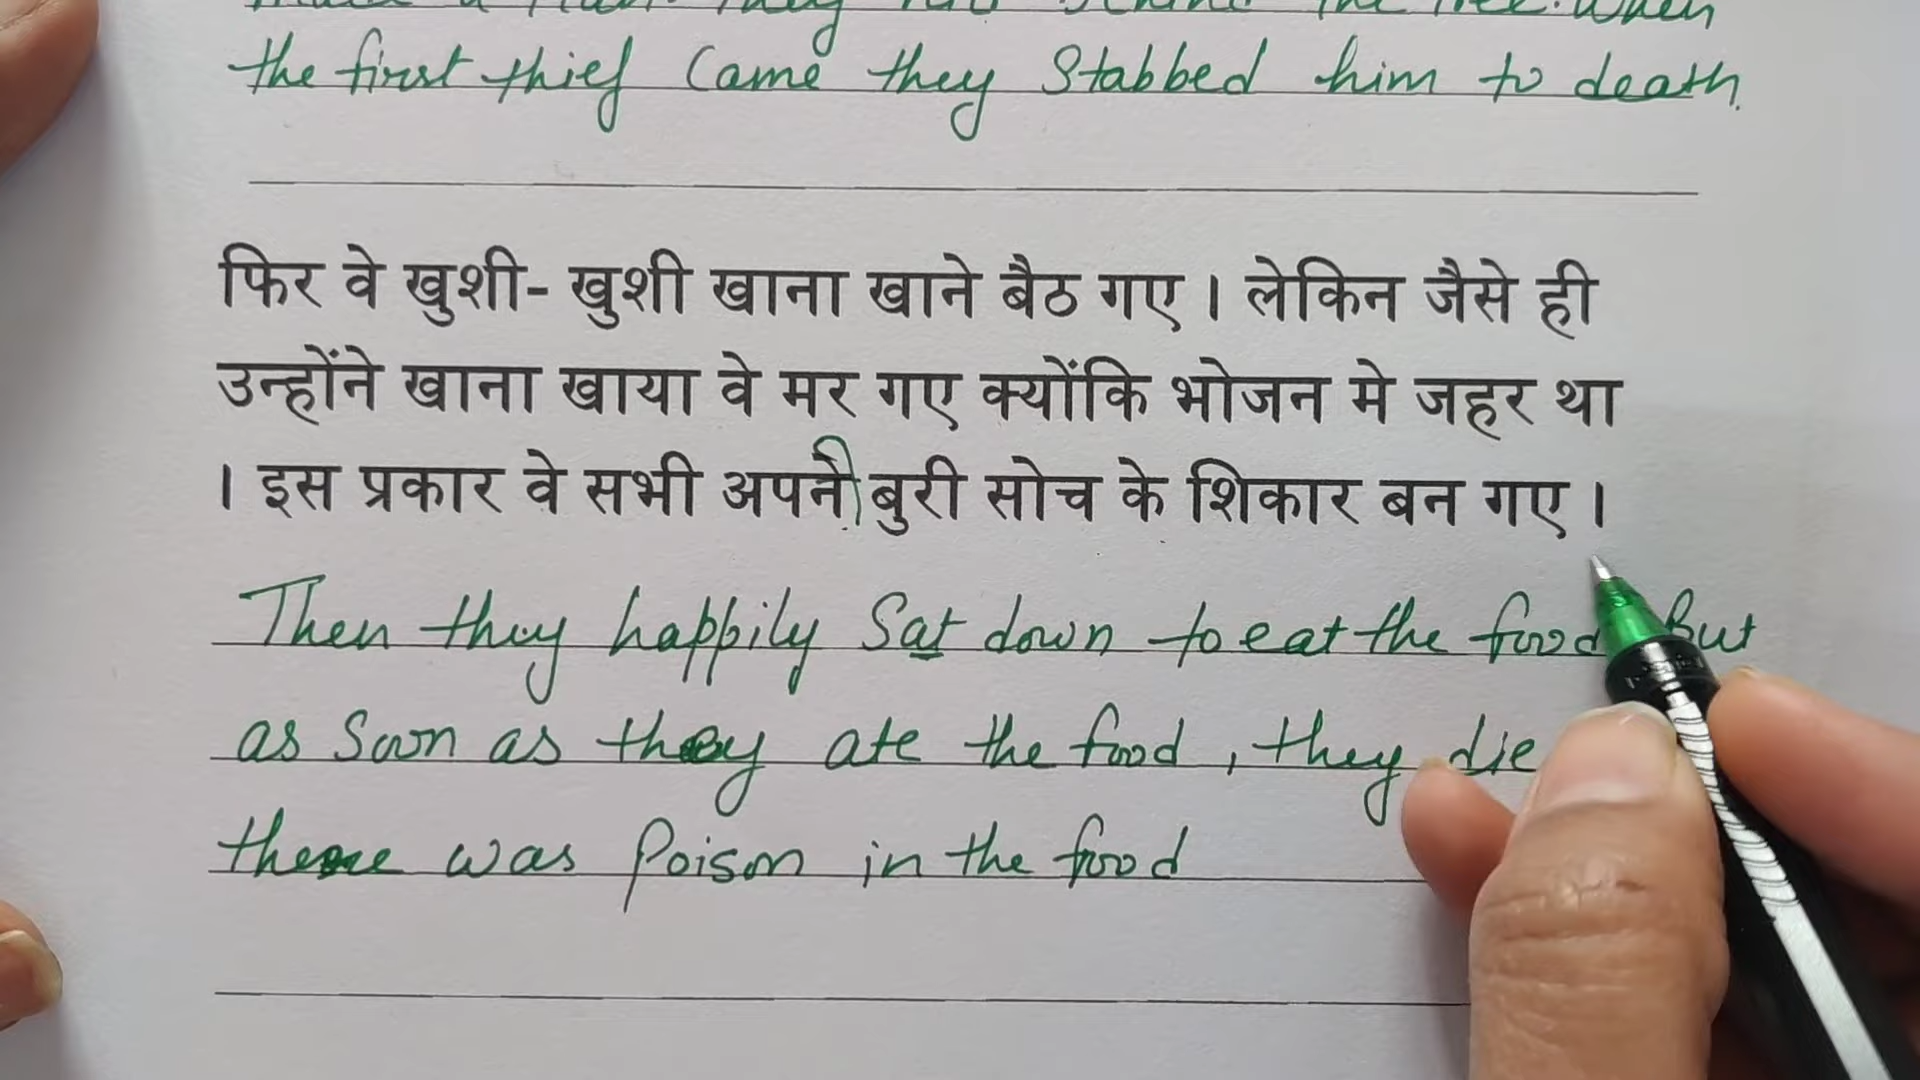 the first thief Came they Stabbed him to death.
फिर वे खुशी- खुशी खाना खाने बैठ गए । लेकिन जैसे ही
उन्होंने खाना खाया वे मर गए क्योंकि भोजन मे जहर था
। इस प्रकार वे सभी अपनी बुरी सोच के शिकार बन गए ।
Then they happily Sat down to eat the food But
as Soon as they ate the food , they die
there was Poison in the food